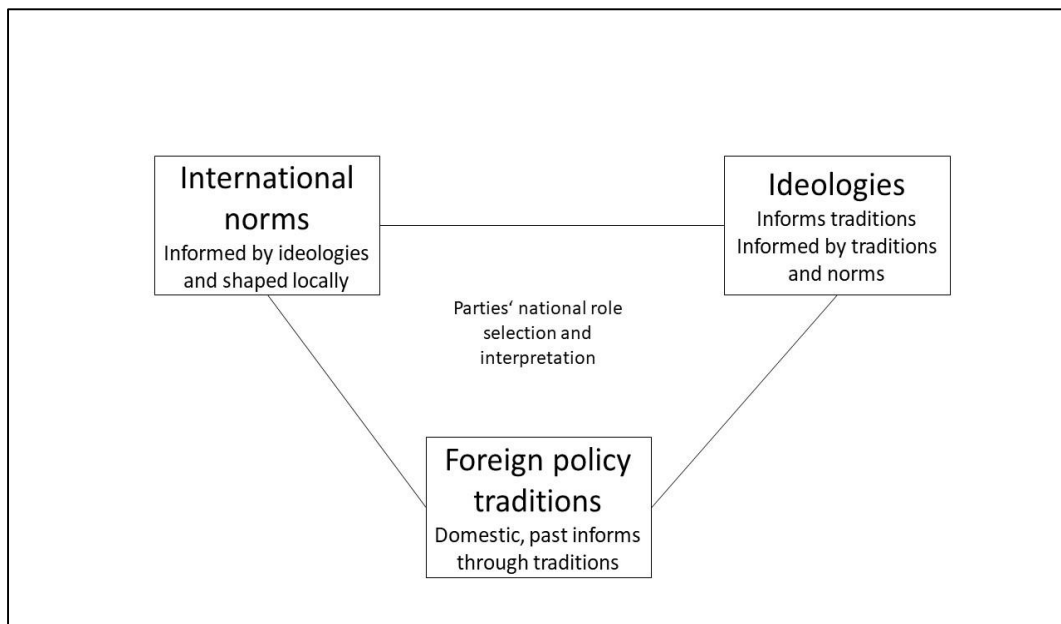 International
norms
Informed by ideologies
and shaped locally
Ideologies
Informs traditions
Informed by traditions
and norms
Parties‘ national role
selection and
interpretation
Foreign policy
traditions
Domestic, past informs
through traditions